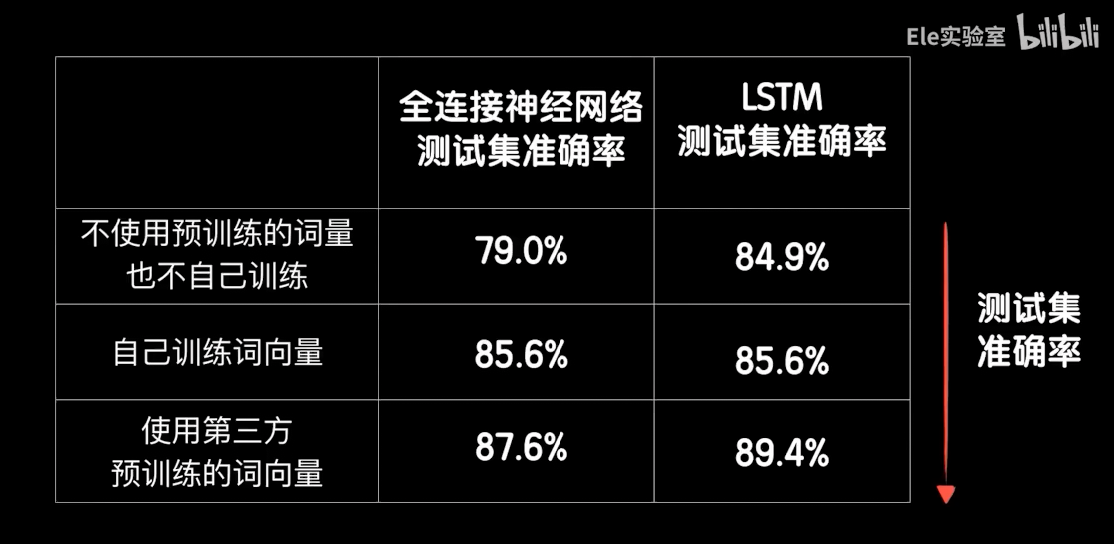 Ele实验室 bilibili
全连接神经网络
测试集准确率
LSTM
测试集准确率
不使用预训练的词量
也不自己训练
79.0%
84.9%
自己训练词向量
85.6%
85.6%
使用第三方
预训练的词向量
87.6%
89.4%
测试集
准确率